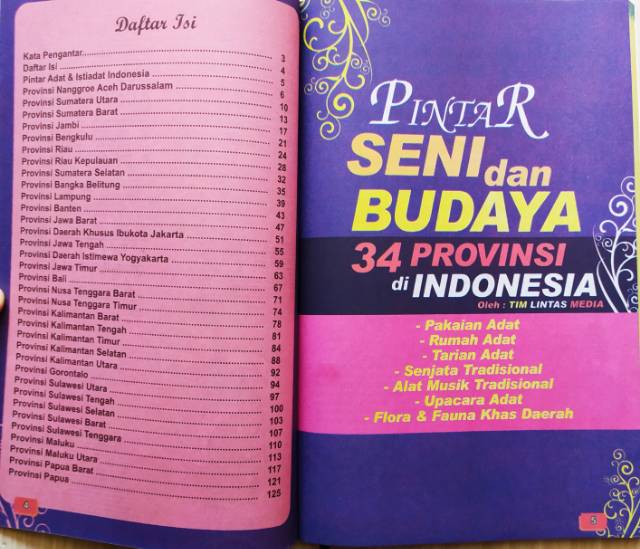 Daftar Isi
Kata Pengantar 3
Daftar Isi 4
Pintar Adat & Istiadat Indonesia 5
Provinsi Nanggroe Aceh Darussalam 6
Provinsi Sumatera Utara 10
Provinsi Sumatera Barat 13
Provinsi Jambi 17
Provinsi Bengkulu 21
Provinsi Riau 24
Provinsi Riau Kepulauan 28
Provinsi Sumatera Selatan 32
Provinsi Bangka Belitung 35
Provinsi Lampung 39
Provinsi Banten 43
Provinsi Jawa Barat 47
Provinsi Daerah Khusus Ibukota Jakarta 51
Provinsi Jawa Tengah 55
Provinsi Daerah Istimewa Yogyakarta 59
Provinsi Jawa Timur 63
Provinsi Bali 67
Provinsi Nusa Tenggara Barat 71
Provinsi Nusa Tenggara Timur 74
Provinsi Kalimantan Barat 78
Provinsi Kalimantan Tengah 81
Provinsi Kalimantan Timur 84
Provinsi Kalimantan Selatan 88
Provinsi Kalimantan Utara 92
Provinsi Gorontalo 94
Provinsi Sulawesi Utara 97
Provinsi Sulawesi Tengah 100
Provinsi Sulawesi Selatan 103
Provinsi Sulawesi Barat 107
Provinsi Sulawesi Tenggara 110
Provinsi Maluku 113
Provinsi Maluku Utara 117
Provinsi Papua Barat 121
Provinsi Papua 125
4
PINTAR
SENI dan
BUDAYA
34 PROVINSI
di INDONESIA
Oleh : TIM LINTAS MEDIA
- Pakaian Adat
- Rumah Adat
- Tarian Adat
- Senjata Tradisional
- Alat Musik Tradisional
- Upacara Adat
- Flora & Fauna Khas Daerah
5